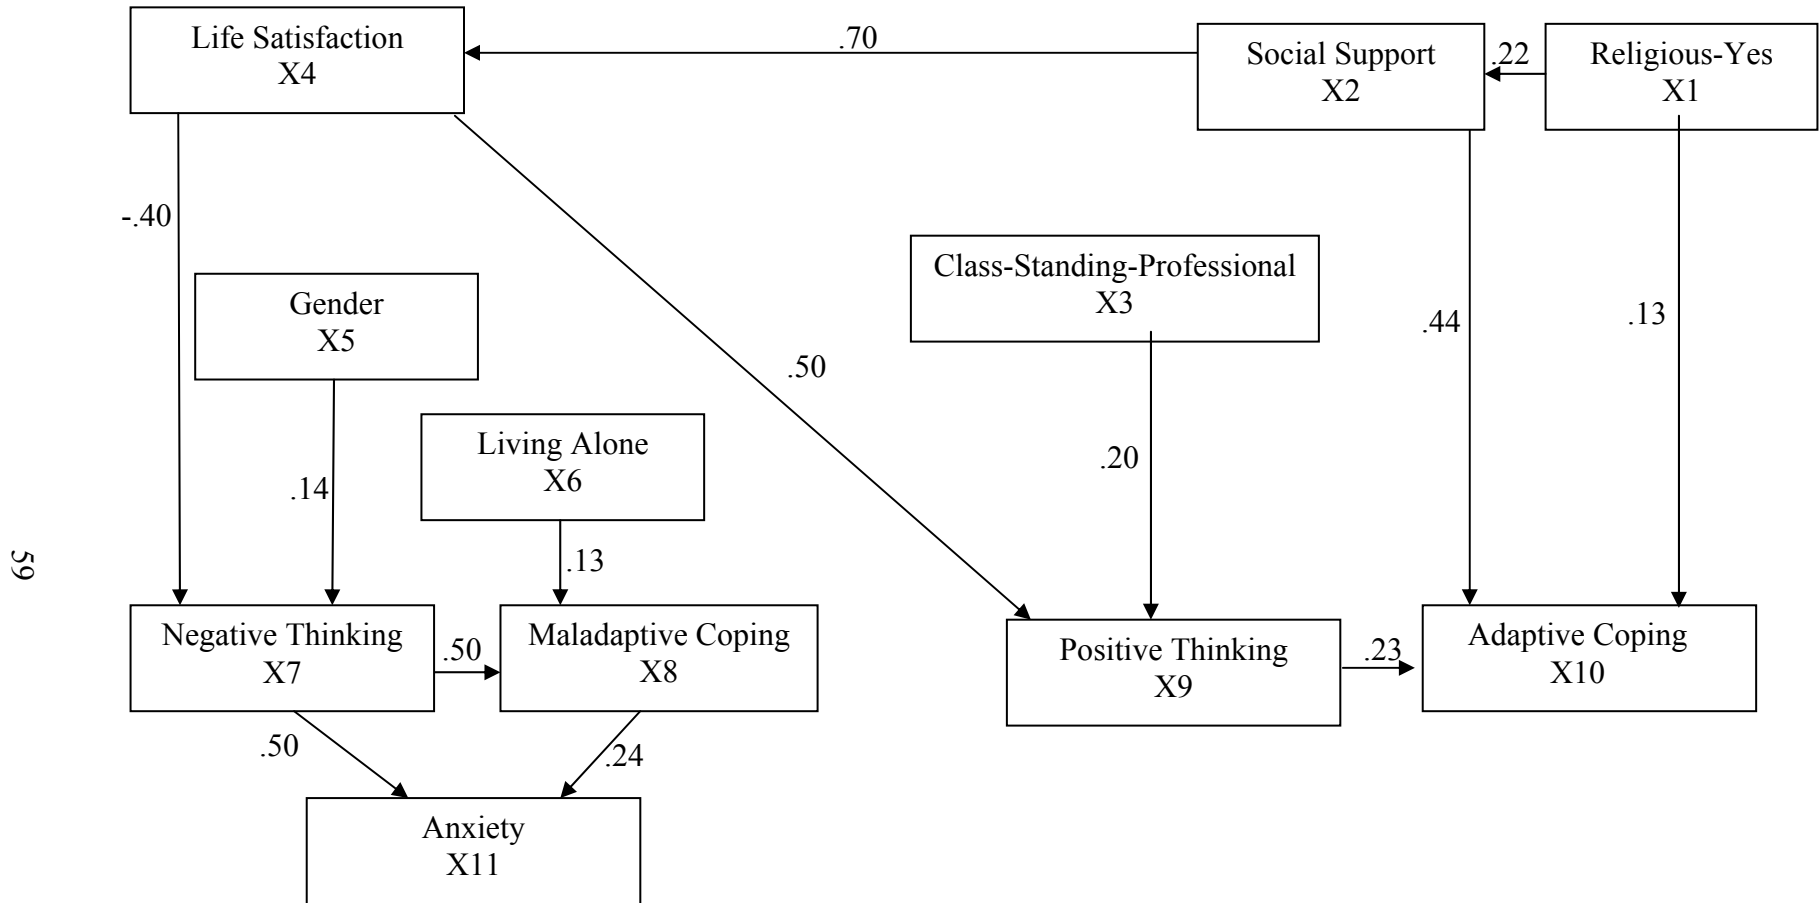 Life Satisfaction
X4
.70
Social Support
X2
.22
Religious-Yes
X1
-.40
Gender
X5
Class-Standing-Professional
X3
.44
.13
.50
Living Alone
X6
.20
.14
.13
59
Negative Thinking
X7
.50
Maladaptive Coping
X8
Positive Thinking
X9
.23
Adaptive Coping
X10
.50
.24
Anxiety
X11